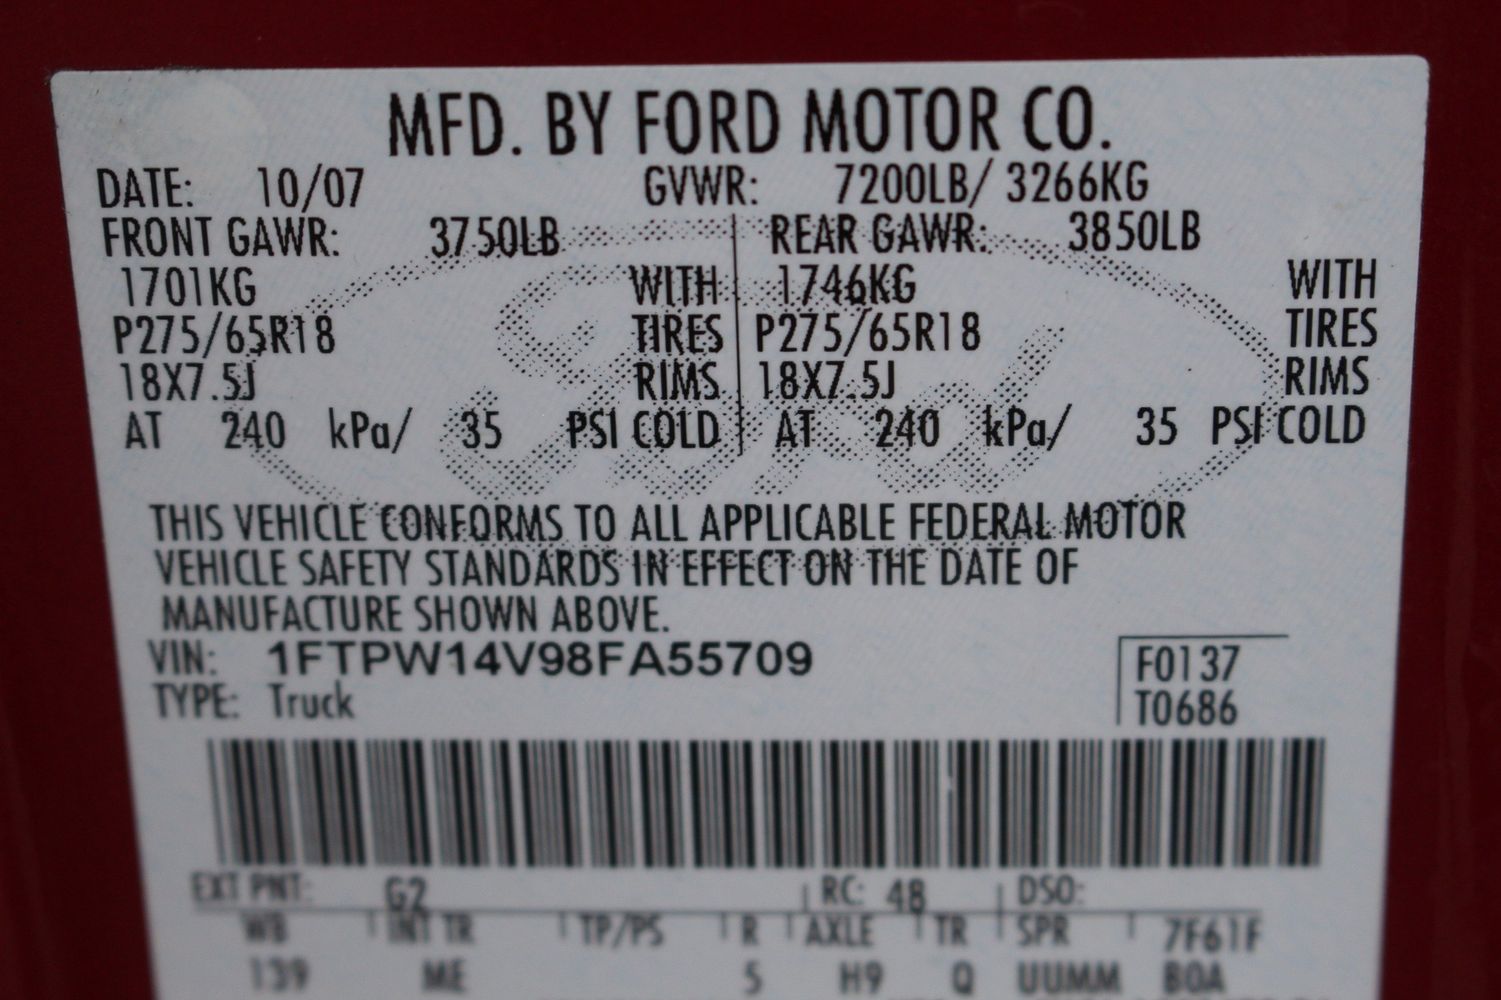 MFD. BY FORD MOTOR CO.
DATE: 10/07 GVWR: 7200LB/ 3266KG
FRONT GAWR: 3750LB REAR GAWR: 3850LB
1701KG WITH 1746KG WITH
P275/65R18 TIRES P275/65R18 TIRES
18X7.5J RIMS 18X7.5J RIMS
AT 240 kPa/ 35 PSI COLD AT 240 kPa/ 35 PSI COLD
THIS VEHICLE CONFORMS TO ALL APPLICABLE FEDERAL MOTOR
VEHICLE SAFETY STANDARDS IN EFFECT ON THE DATE OF
MANUFACTURE SHOWN ABOVE.
VIN: 1FTPW14V98FA55709 F0137
TYPE: Truck T0686
EXT PNT: G2 RC: 48 DSO:
WB INT TR TP/PS R AXLE TR SPR 7F61F
139 ME 5 H9 Q UUMM BOA
Ford